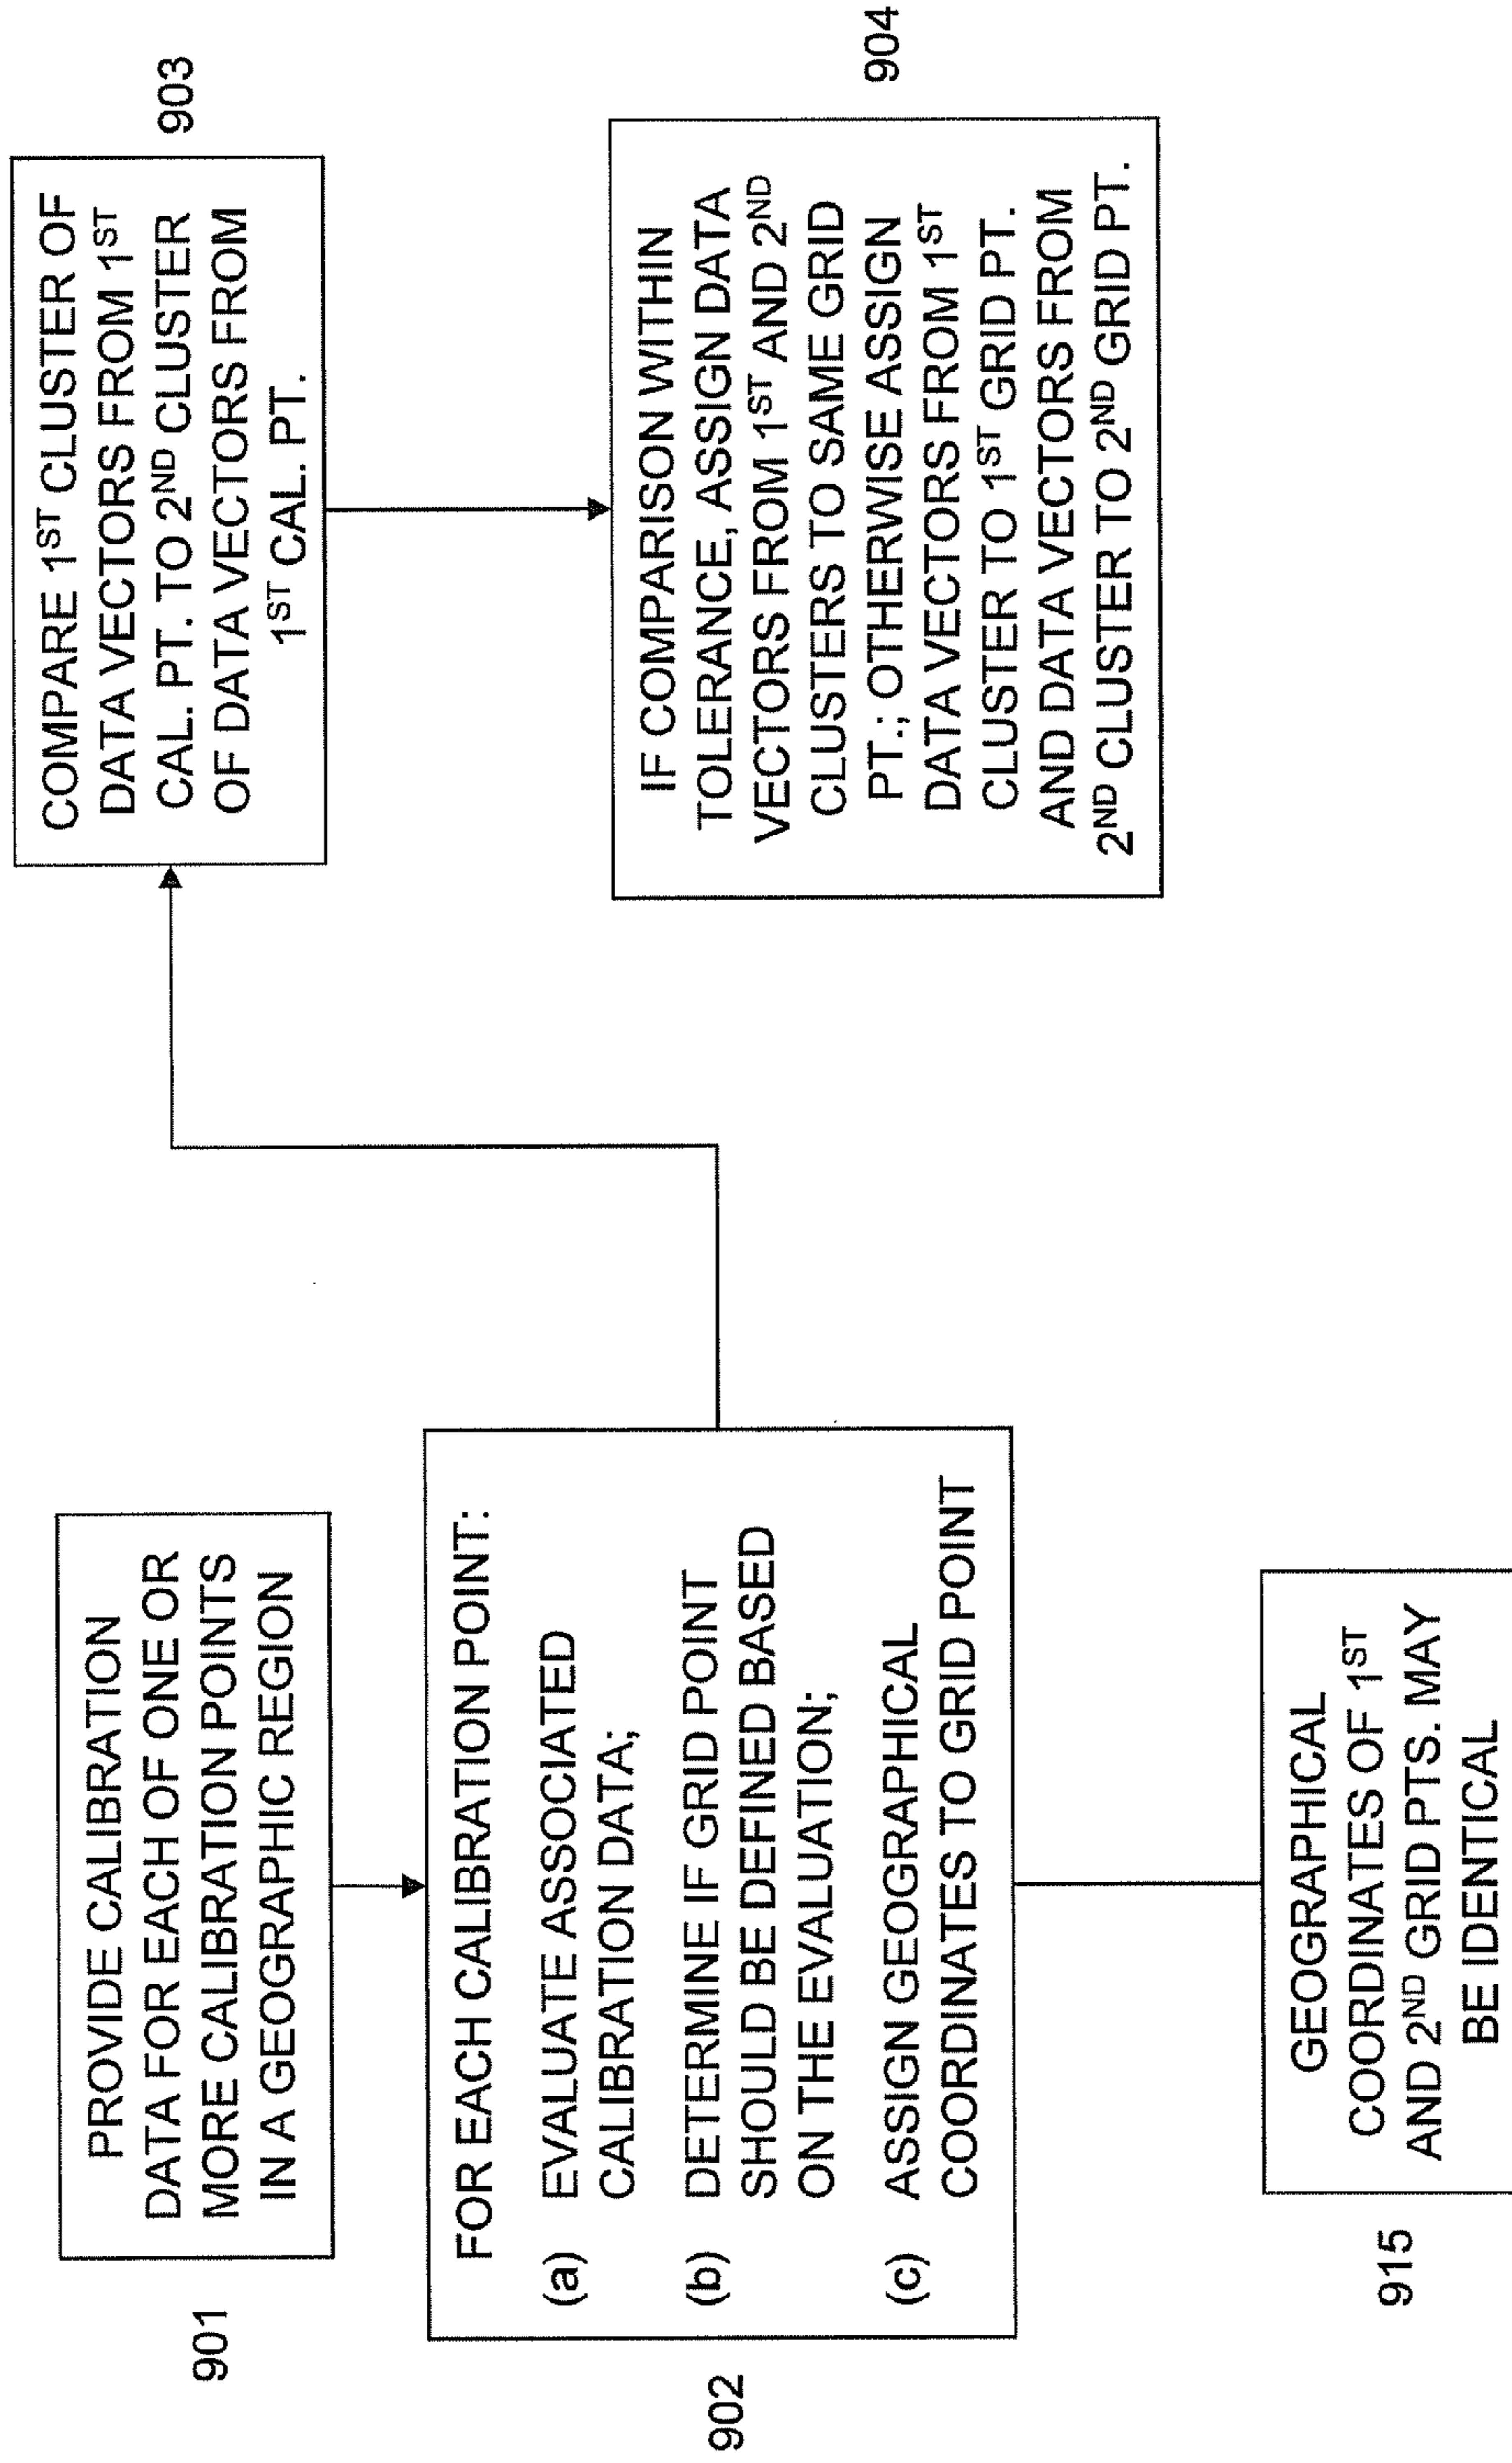 901
PROVIDE CALIBRATION
DATA FOR EACH OF ONE OR
MORE CALIBRATION POINTS
IN A GEOGRAPHIC REGION
902
FOR EACH CALIBRATION POINT:
(a) EVALUATE ASSOCIATED
CALIBRATION DATA;
(b) DETERMINE IF GRID POINT
SHOULD BE DEFINED BASED
ON THE EVALUATION;
(c) ASSIGN GEOGRAPHICAL
COORDINATES TO GRID POINT
915
GEOGRAPHICAL
COORDINATES OF 1ST
AND 2ND GRID PTS. MAY
BE IDENTICAL
COMPARE 1ST CLUSTER OF
DATA VECTORS FROM 1ST
CAL. PT. TO 2ND CLUSTER
OF DATA VECTORS FROM
1ST CAL. PT.
903
IF COMPARISON WITHIN
TOLERANCE, ASSIGN DATA
VECTORS FROM 1ST AND 2ND
CLUSTERS TO SAME GRID
PT.; OTHERWISE ASSIGN
DATA VECTORS FROM 1ST
CLUSTER TO 1ST GRID PT.
AND DATA VECTORS FROM
2ND CLUSTER TO 2ND GRID PT.
904